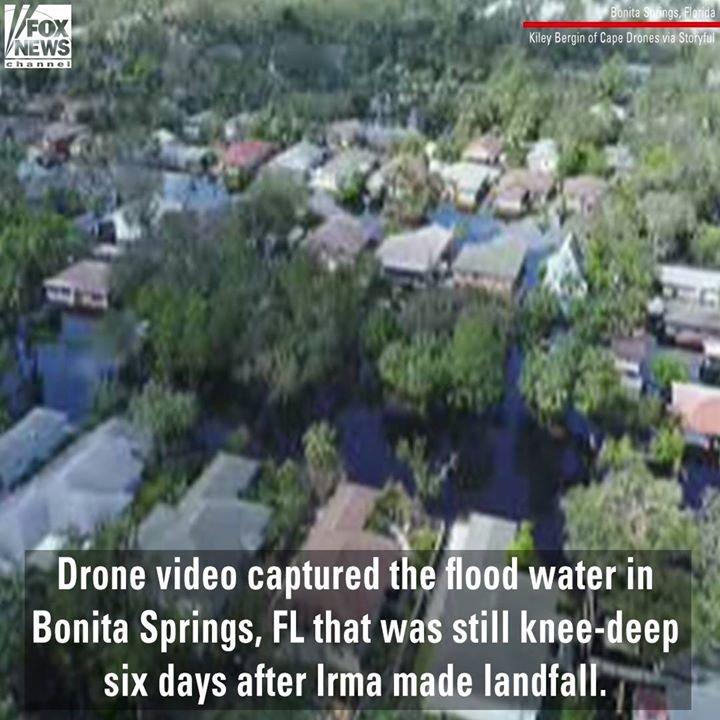 FOX
NEWS
channel
Bonita Springs, Florida
Kiley Bergin of Cape Drones via Storyful
Drone video captured the flood water in
Bonita Springs, FL that was still knee-deep
six days after Irma made landfall.